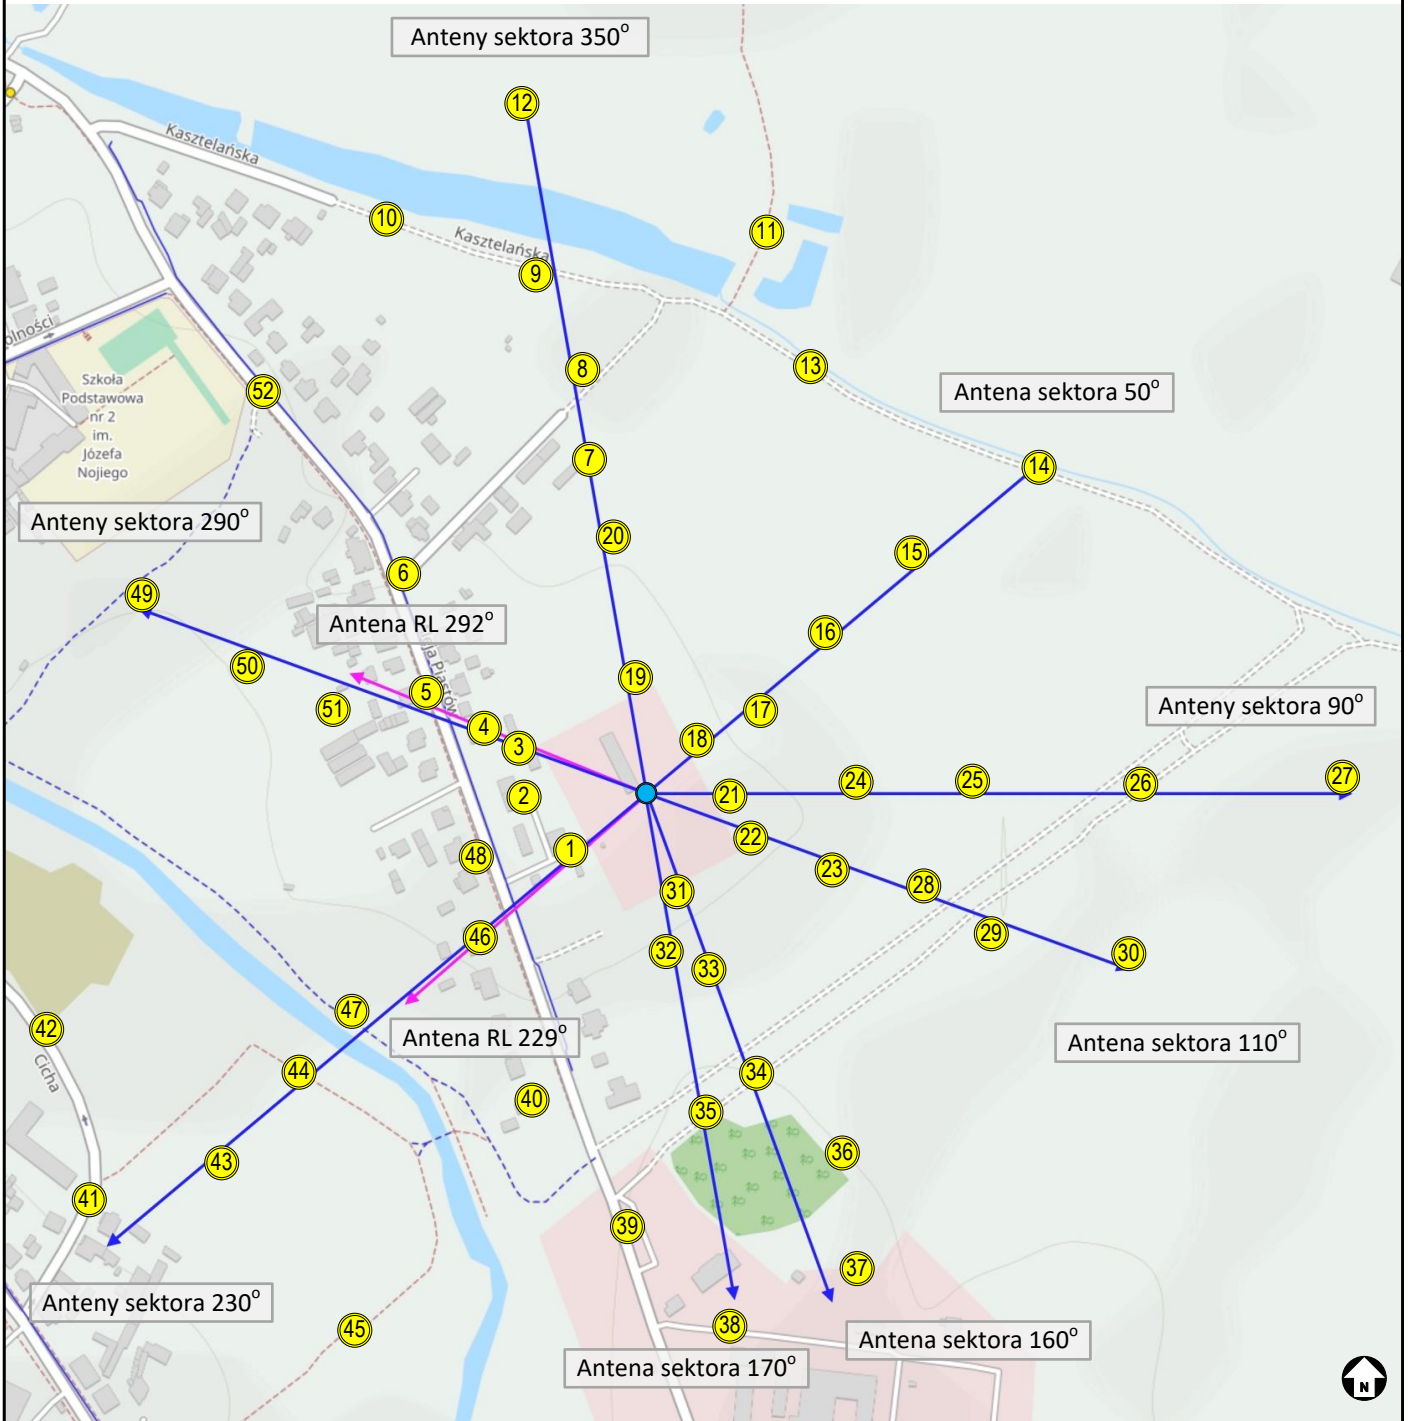 Anteny sektora 350°
12
Kasztelańska
10
11
Kasztelańska
9
olności
8
13
Szkoła
Podstawowa
nr 2
im.
Józefa
Nojiego
52
Antena sektora 50°
7
14
Anteny sektora 290°
20
15
6
49
Antena RL 292°
16
50
19
5
ja Piastów
51
17
Anteny sektora 90°
4
18
3
2
21
24
25
26
27
1
22
48
23
28
31
46
29
32
33
30
47
42
Antena RL 229°
Antena sektora 110°
Cicha
44
34
40
35
43
36
41
39
37
Anteny sektora 230°
45
38
Antena sektora 160°
Antena sektora 170°
N